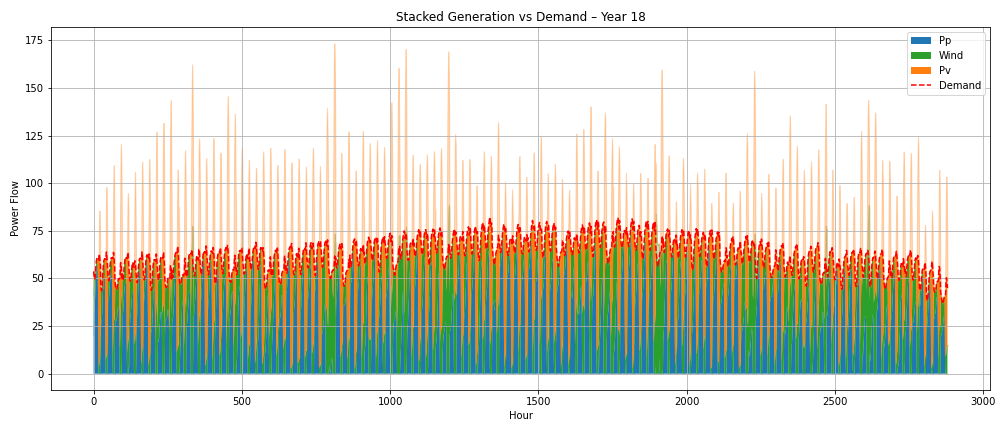 Stacked Generation vs Demand – Year 18
Pp
Wind
Pv
Demand
Power Flow
175
150
125
100
75
50
25
0
0 500 1000 1500 2000 2500 3000
Hour